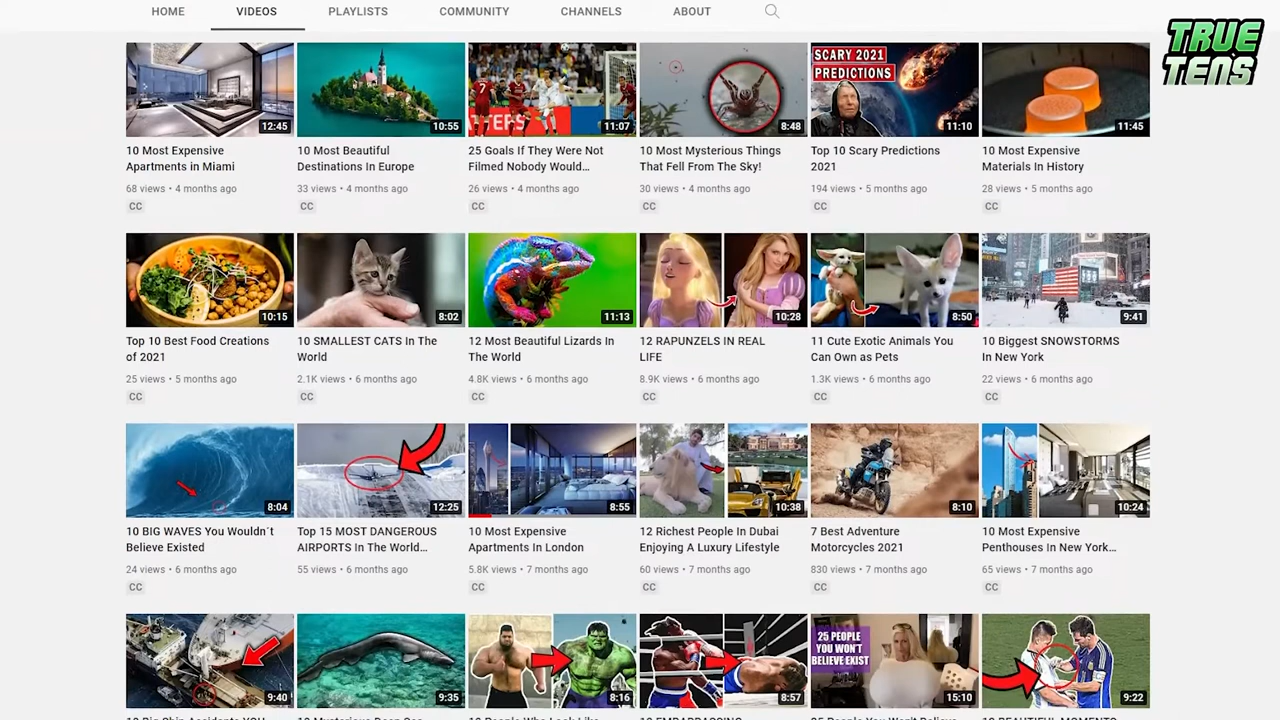 HOME VIDEOS PLAYLISTS COMMUNITY CHANNELS ABOUT
TRUE
TENS
12:45
10:55
7
TTERS
11:07
8:48
SCARY 2021
PREDICTIONS
11:10
11:45
10 Most Expensive
Apartments in Miami
68 views • 4 months ago
CC
10 Most Beautiful
Destinations In Europe
33 views • 4 months ago
CC
25 Goals If They Were Not
Filmed Nobody Would...
26 views • 4 months ago
CC
10 Most Mysterious Things
That Fell From The Sky!
30 views • 4 months ago
CC
Top 10 Scary Predictions
2021
194 views • 5 months ago
CC
10 Most Expensive
Materials In History
28 views • 5 months ago
CC
10:15
8:02
11:13
10:28
8:50
9:41
Top 10 Best Food Creations
of 2021
25 views • 5 months ago
CC
10 SMALLEST CATS In The
World
2.1K views • 6 months ago
CC
12 Most Beautiful Lizards In
The World
4.8K views • 6 months ago
CC
12 RAPUNZELS IN REAL
LIFE
8.9K views • 6 months ago
CC
11 Cute Exotic Animals You
Can Own as Pets
1.3K views • 6 months ago
CC
10 Biggest SNOWSTORMS
In New York
22 views • 6 months ago
CC
8:04
12:25
8:55
10:38
8:10
10:24
10 BIG WAVES You Wouldn´t
Believe Existed
24 views • 6 months ago
CC
Top 15 MOST DANGEROUS
AIRPORTS In The World...
55 views • 6 months ago
10 Most Expensive
Apartments In London
5.8K views • 7 months ago
CC
12 Richest People In Dubai
Enjoying A Luxury Lifestyle
60 views • 7 months ago
7 Best Adventure
Motorcycles 2021
830 views • 7 months ago
CC
10 Most Expensive
Penthouses In New York...
65 views • 7 months ago
CC
9:40
9:35
8:16
8:57
25 PEOPLE
YOU WON'T
BELIEVE EXIST
15:10
9:22